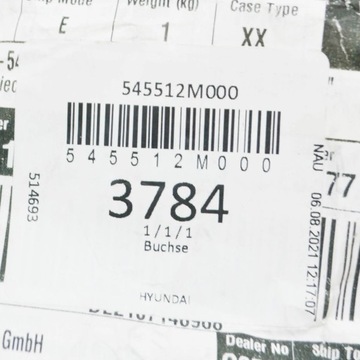 Weight (Kg)
Case Type
E
1
XX
545512M000
545512M000
3784
1/1/1
Buchse
HYUNDAI
514693
NAU 06.08.2021 12:17:07
77
GmbH
Dealer No
Ship To